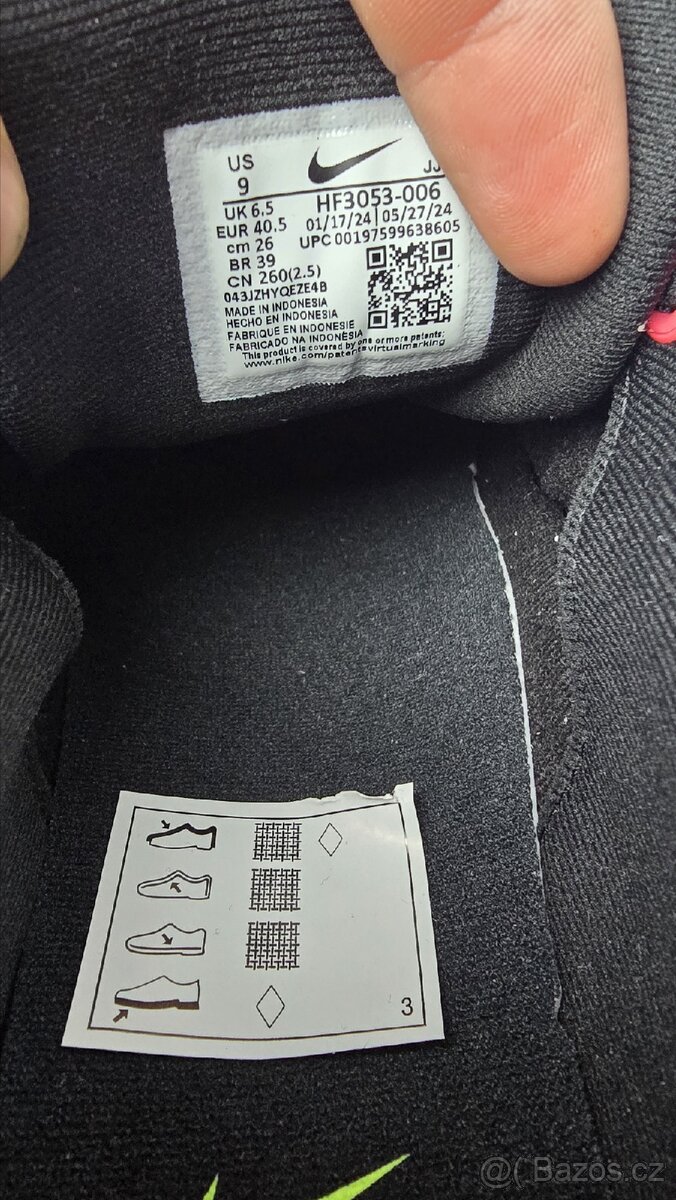 US
9
JJ
UK 6.5
HF3053-006
EUR 40.5
01/17/24 | 05/27/24
cm 26
UPC 00197599638605
BR 39
CN 260(2.5)
043JZHYQEZE4B
MADE IN INDONESIA
HECHO EN INDONESIA
FABRIQUE EN INDONESIE
FABRICADO NA INDONÉSIA
This product is covered by one or more patents:
www.nike.com/patentsvirtualmarking
3
@( Bazoš.cz